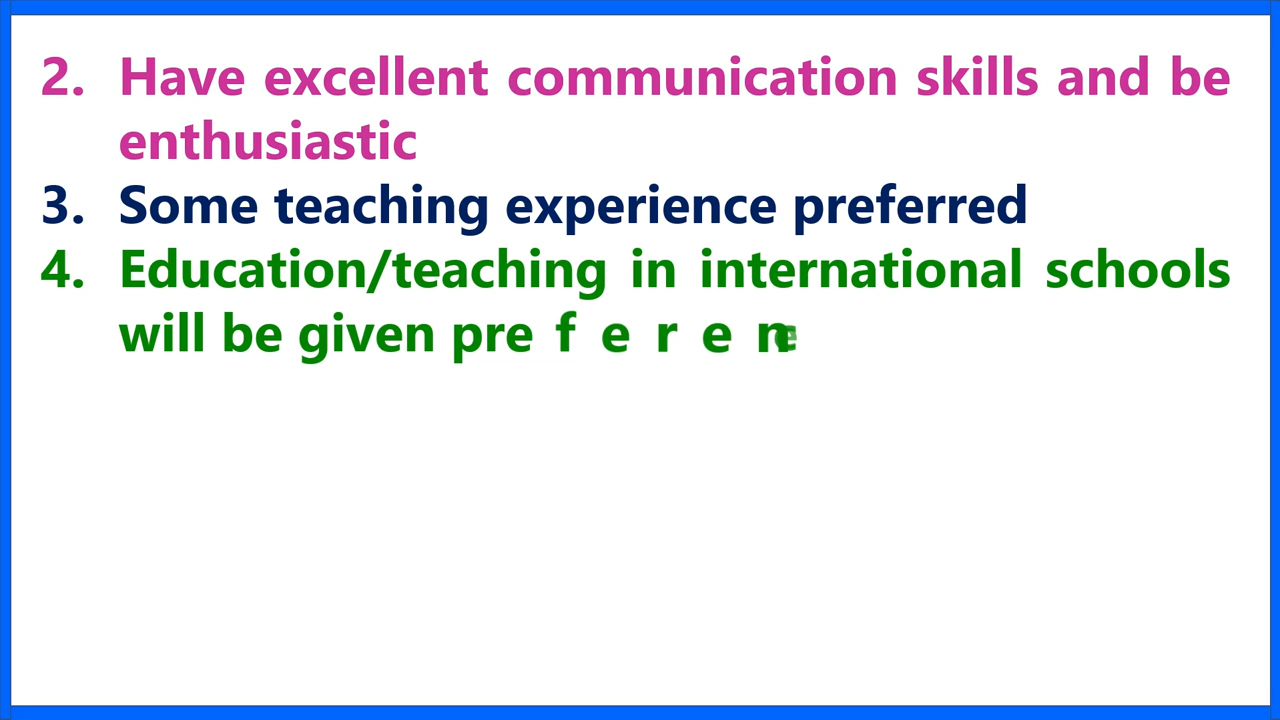 2. Have excellent communication skills and be
enthusiastic
3. Some teaching experience preferred
4. Education/teaching in international schools
will be given pre f e r e n